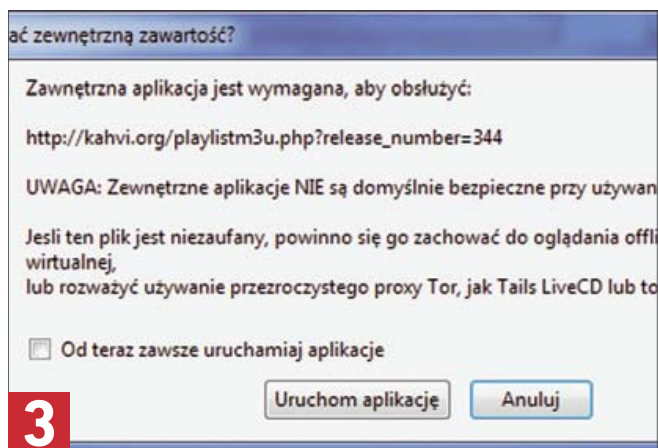 ać zewnętrzną zawartość?
Zawnętrzna aplikacja jest wymagana, aby obsłużyć:
http://kahvi.org/playlistm3u.php?release_number=344
UWAGA: Zewnętrzne aplikacje NIE są domyślnie bezpieczne przy używan
Jesli ten plik jest niezaufany, powinno się go zachować do oglądania offli
wirtualnej,
lub rozważyć używanie przezroczystego proxy Tor, jak Tails LiveCD lub to
Od teraz zawsze uruchamiaj aplikacje
Uruchom aplikację Anuluj
3